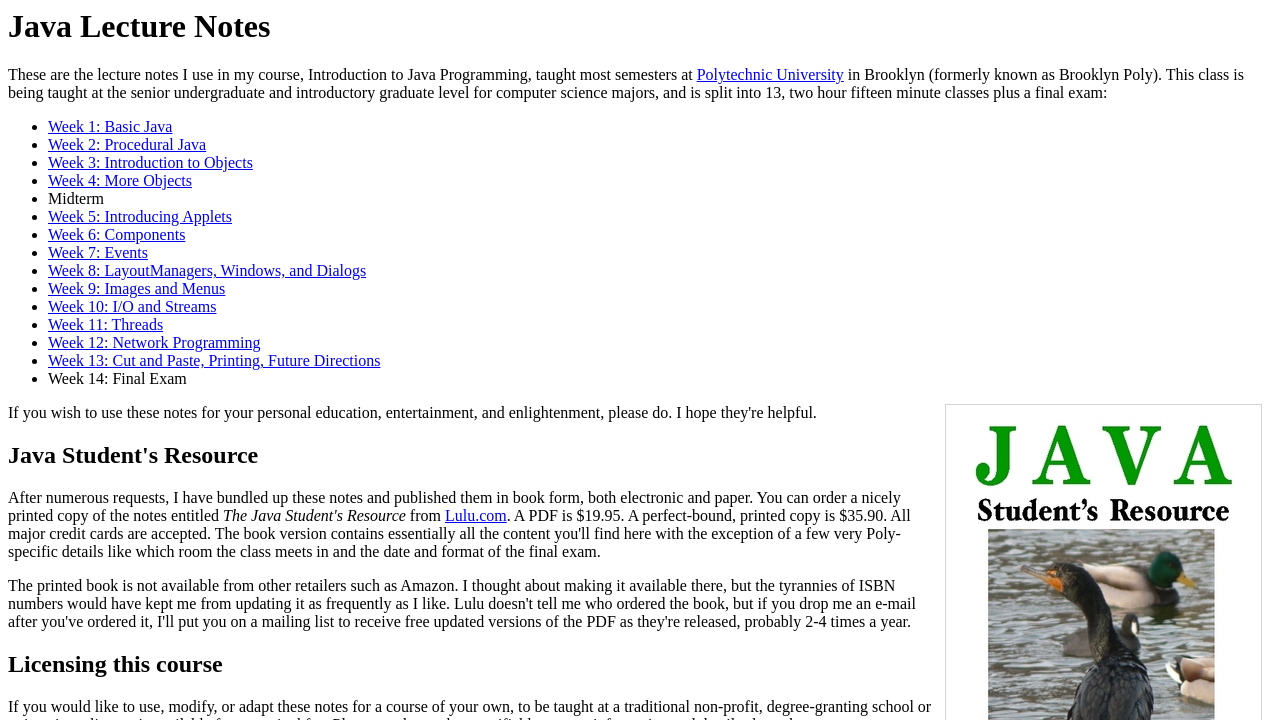 Java Lecture Notes
These are the lecture notes I use in my course, Introduction to Java Programming, taught most semesters at Polytechnic University in Brooklyn (formerly known as Brooklyn Poly). This class is
being taught at the senior undergraduate and introductory graduate level for computer science majors, and is split into 13, two hour fifteen minute classes plus a final exam:
Week 1: Basic Java
Week 2: Procedural Java
Week 3: Introduction to Objects
Week 4: More Objects
Midterm
Week 5: Introducing Applets
Week 6: Components
Week 7: Events
Week 8: LayoutManagers, Windows, and Dialogs
Week 9: Images and Menus
Week 10: I/O and Streams
Week 11: Threads
Week 12: Network Programming
Week 13: Cut and Paste, Printing, Future Directions
Week 14: Final Exam
If you wish to use these notes for your personal education, entertainment, and enlightenment, please do. I hope they're helpful.
Java Student's Resource
After numerous requests, I have bundled up these notes and published them in book form, both electronic and paper. You can order a nicely
printed copy of the notes entitled The Java Student's Resource from Lulu.com. A PDF is $19.95. A perfect-bound, printed copy is $35.90. All
major credit cards are accepted. The book version contains essentially all the content you'll find here with the exception of a few very Poly-
specific details like which room the class meets in and the date and format of the final exam.
The printed book is not available from other retailers such as Amazon. I thought about making it available there, but the tyrannies of ISBN
numbers would have kept me from updating it as frequently as I like. Lulu doesn't tell me who ordered the book, but if you drop me an e-mail
after you've ordered it, I'll put you on a mailing list to receive free updated versions of the PDF as they're released, probably 2-4 times a year.
Licensing this course
If you would like to use, modify, or adapt these notes for a course of your own, to be taught at a traditional non-profit, degree-granting school or
JAVA
Student's Resource